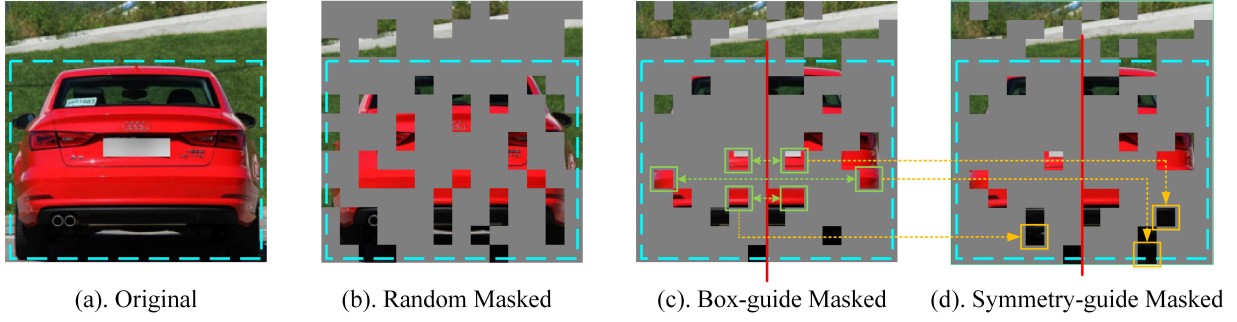 (a). Original
(b). Random Masked
(c). Box-guide Masked
(d). Symmetry-guide Masked